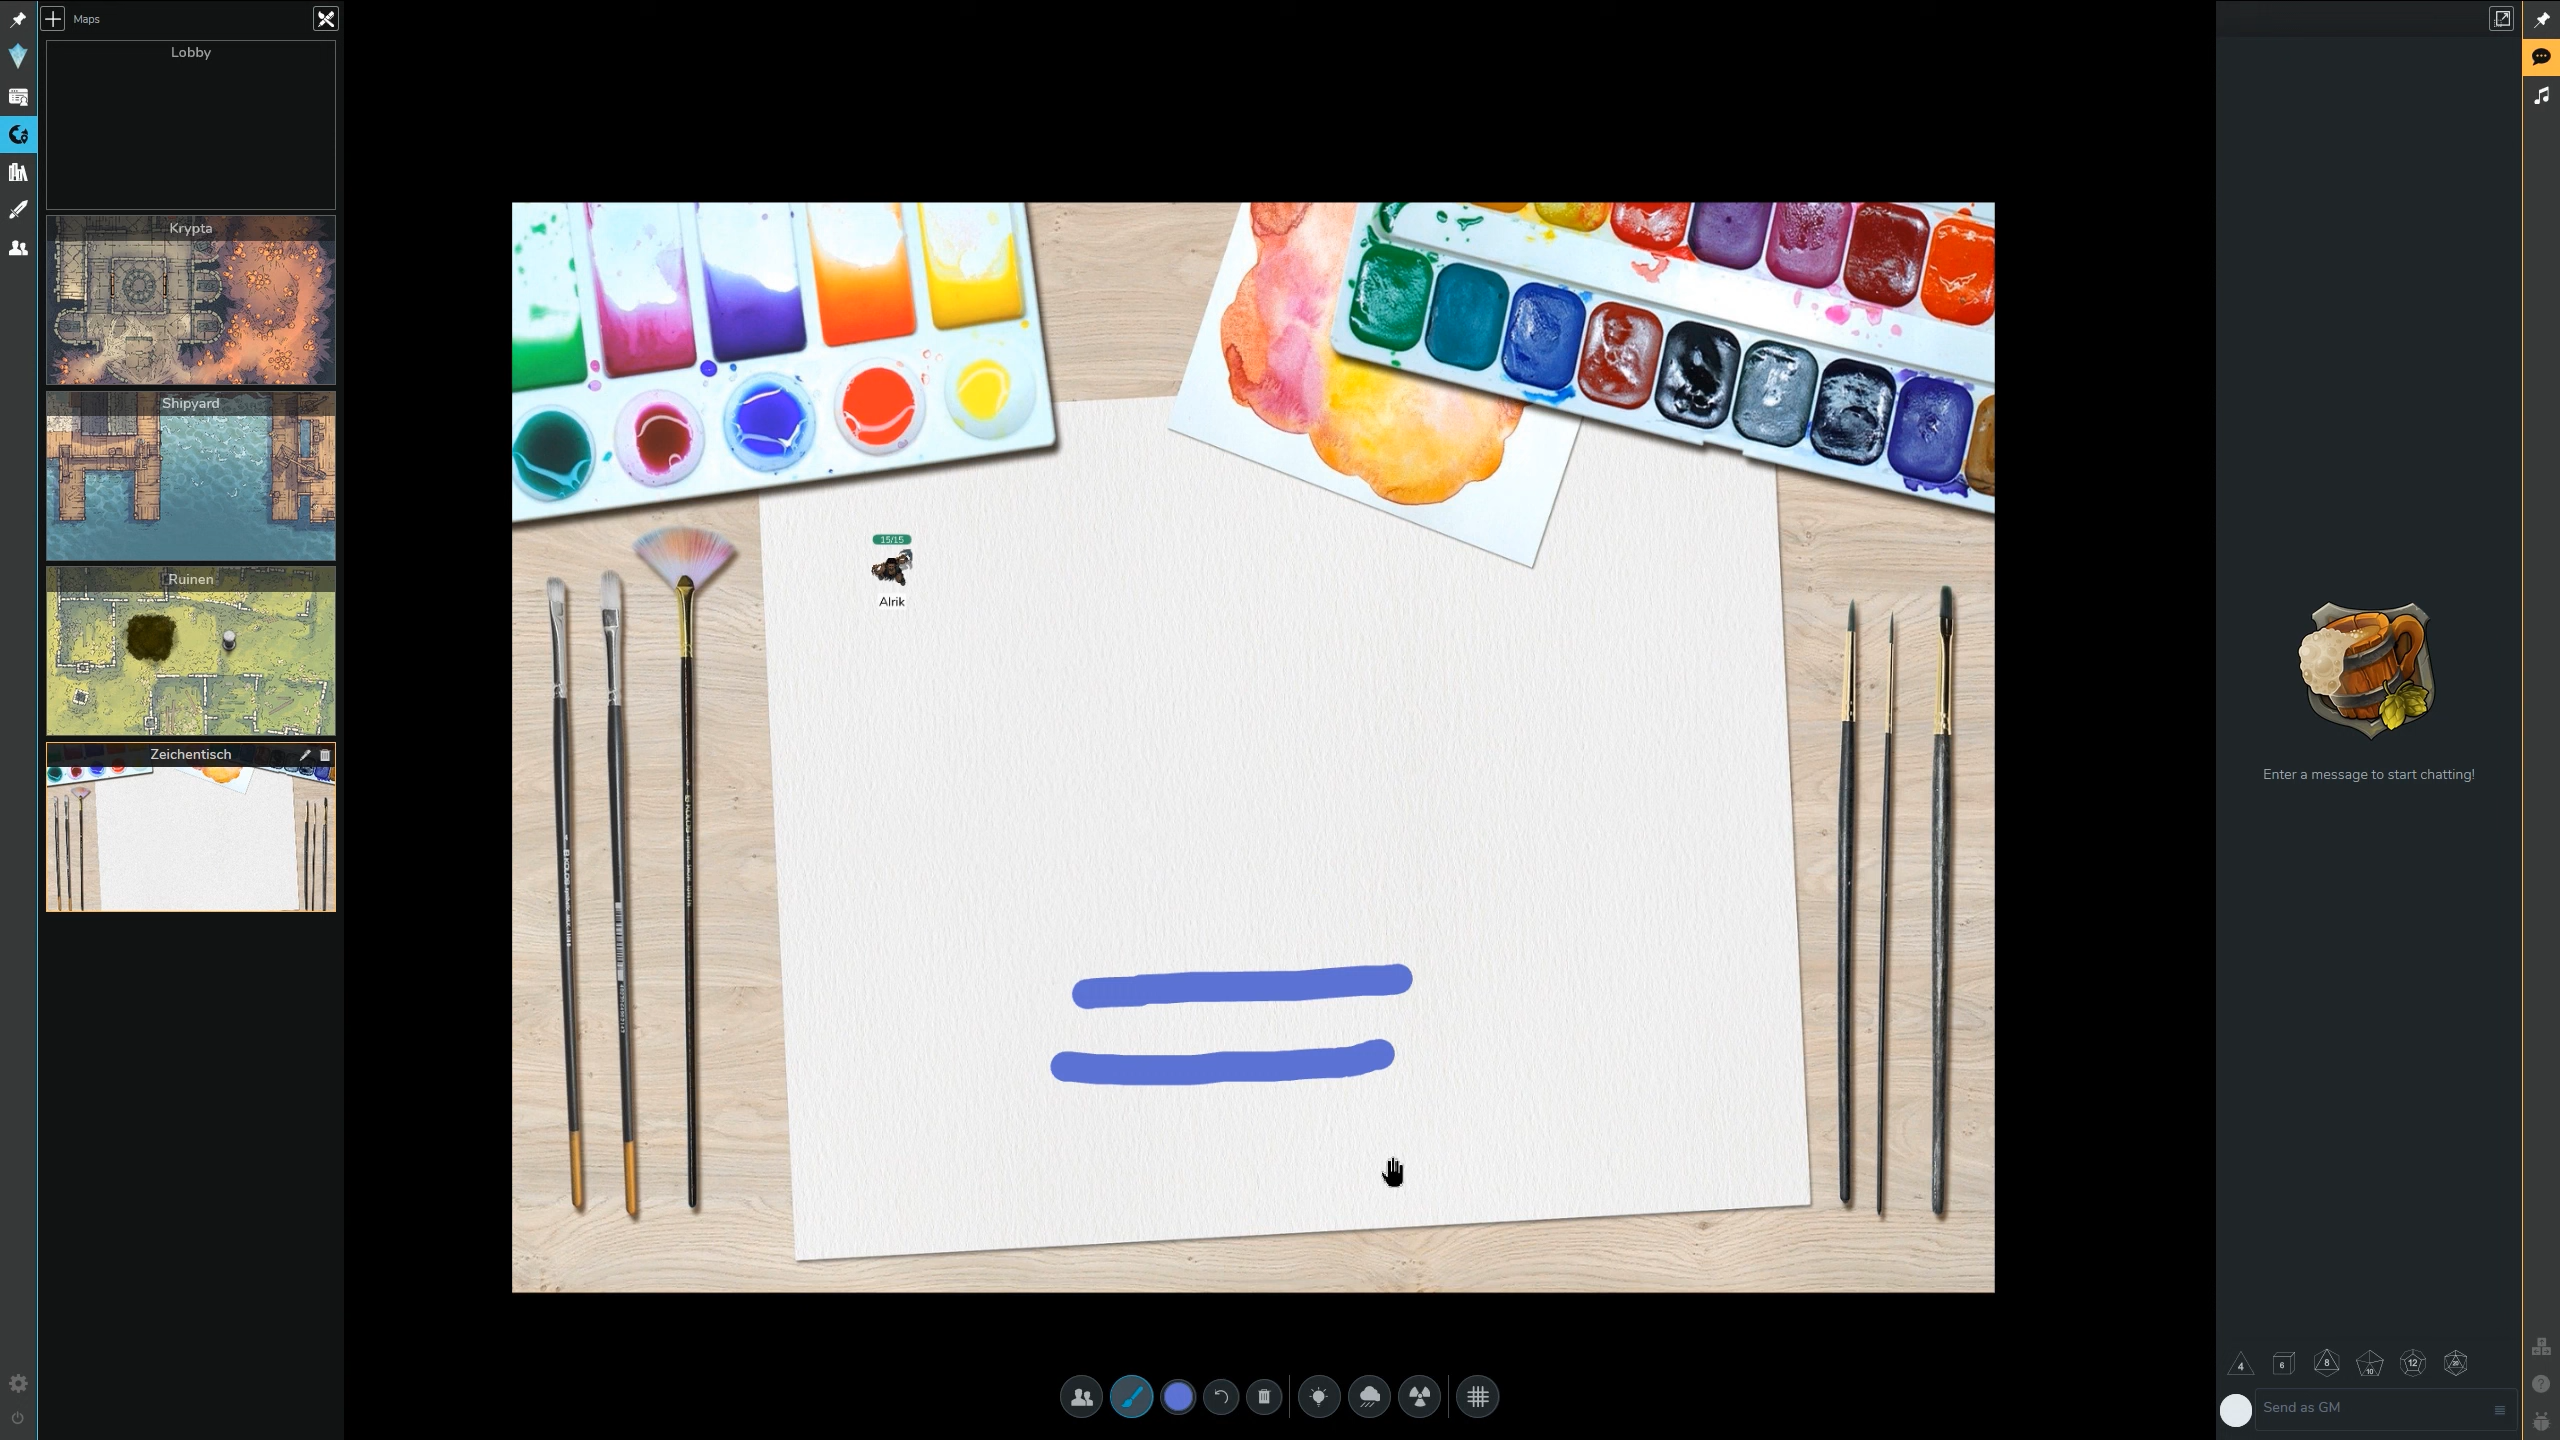 Maps
Lobby
Krypta
Shipyard
Ruinen
Zeichentisch
15/15
Alrik
Enter a message to start chatting!
4
6
8
10
12
20
Send as GM